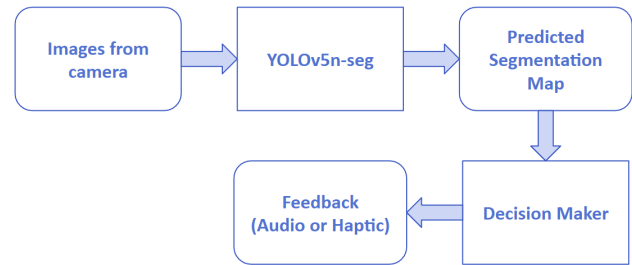 Images from
camera
YOLOv5n-seg
Predicted
Segmentation
Map
Decision Maker
Feedback
(Audio or Haptic)